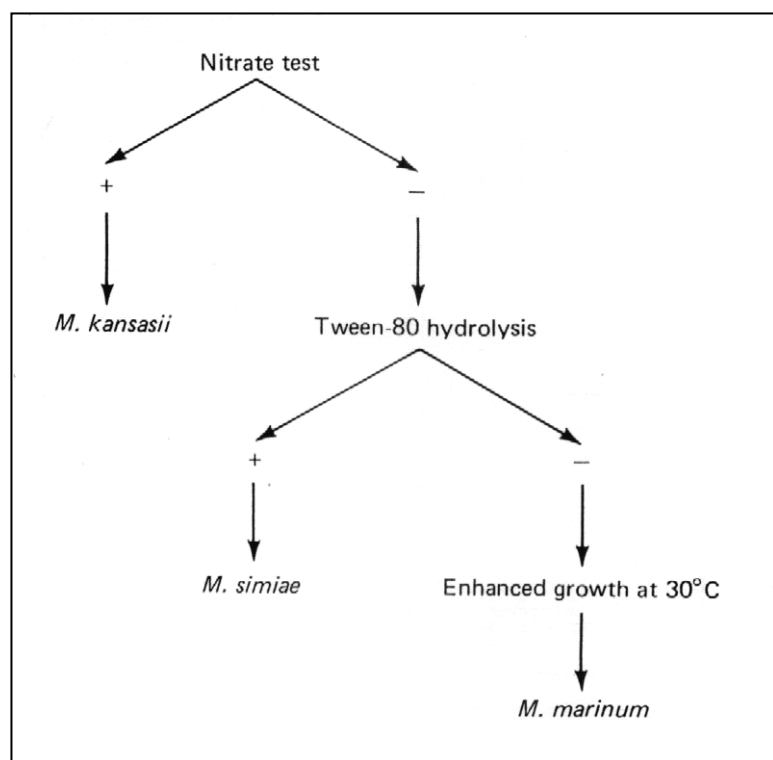 Nitrate test
+
−
M. kansasii
Tween-80 hydrolysis
+
−
M. simiae
Enhanced growth at 30°C
M. marinum